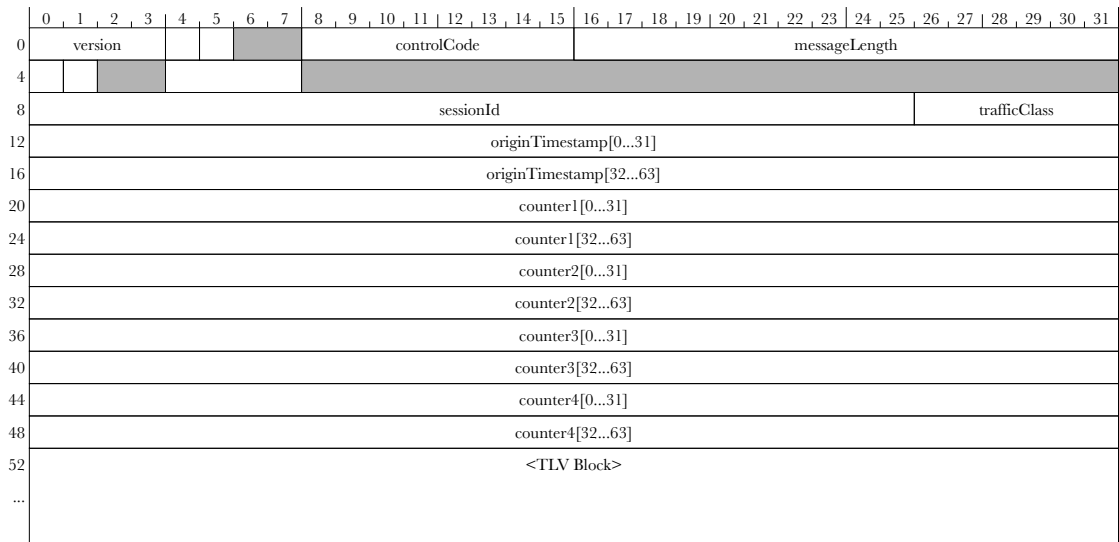 0 1 2 3 4 5 6 7 8 9 10 11 12 13 14 15 16 17 18 19 20 21 22 23 24 25 26 27 28 29 30 31
0 version controlCode messageLength
4
8 sessionId trafficClass
12 originTimestamp[0...31]
16 originTimestamp[32...63]
20 counter1[0...31]
24 counter1[32...63]
28 counter2[0...31]
32 counter2[32...63]
36 counter3[0...31]
40 counter3[32...63]
44 counter4[0...31]
48 counter4[32...63]
52 <TLV Block>
...